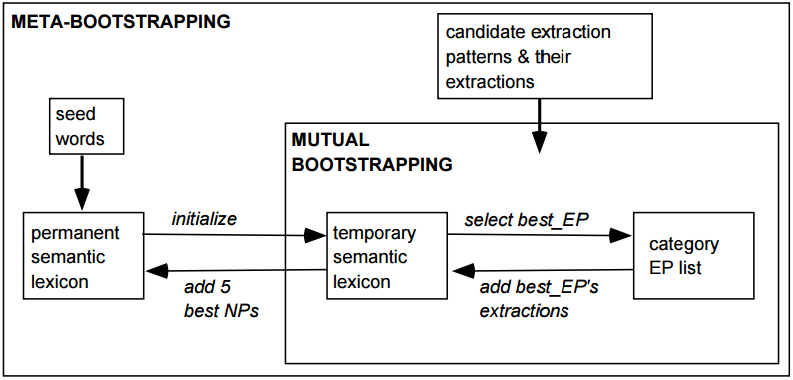 META-BOOTSTRAPPING
candidate extraction
patterns & their
extractions
seed
words
MUTUAL
BOOTSTRAPPING
permanent
semantic
lexicon
initialize
add 5
best NPs
temporary
semantic
lexicon
select best_EP
add best_EP's
extractions
category
EP list